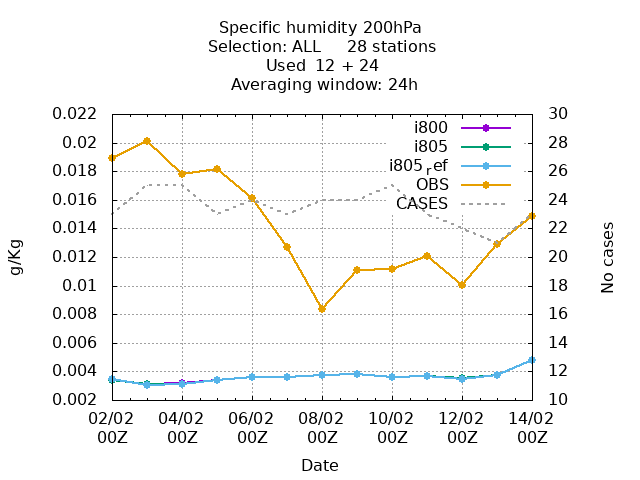 Specific humidity 200hPa
Selection: ALL     28 stations
Used  12 + 24
Averaging window: 24h
0.022
0.02
0.018
0.016
0.014
0.012
0.01
0.008
0.006
0.004
0.002
30
28
26
24
22
20
18
16
14
12
10
i800
i805
i805ref
OBS
CASES
g/Kg
No cases
02/02 04/02 06/02 08/02 10/02 12/02 14/02
00Z 00Z 00Z 00Z 00Z 00Z 00Z
Date